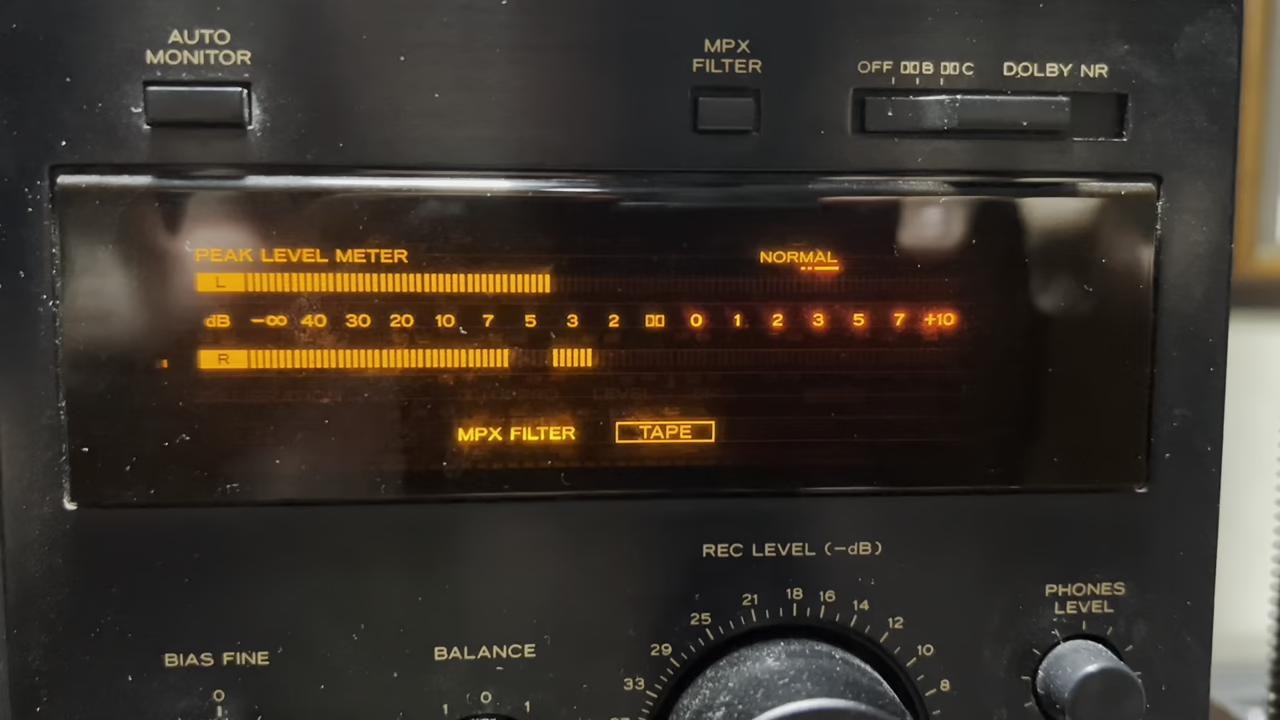 AUTO
MONITOR
MPX
FILTER
OFF B C DOLBY NR
PEAK LEVEL METER
NORMAL
L
dB -∞ 40 30 20 10 7 5 3 2 0 1 2 3 5 7 +10
R
MPX FILTER TAPE
REC LEVEL (-dB)
33 29 25 21 18 16 14 12 10 8
PHONES
LEVEL
BIAS FINE
0
BALANCE
1 0 1